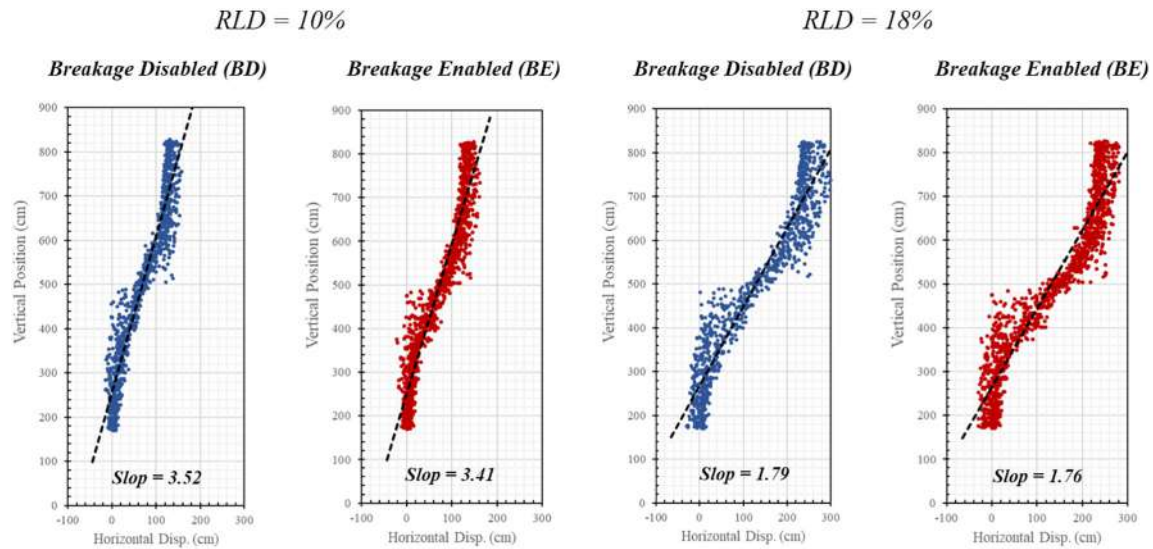 RLD = 10%
RLD = 18%
Breakage Disabled (BD)
Breakage Enabled (BE)
Breakage Disabled (BD)
Breakage Enabled (BE)
Vertical Position (cm)
900
800
700
600
500
400
300
200
100
0
Slop = 3.52
-100 0 100 200 300
Horizontal Disp. (cm)
Vertical Position (cm)
900
800
700
600
500
400
300
200
100
0
Slop = 3.41
-100 0 100 200 300
Horizontal Disp. (cm)
Vertical Position (cm)
900
800
700
600
500
400
300
200
100
0
Slop = 1.79
-100 0 100 200 300
Horizontal Disp. (cm)
Vertical Position (cm)
900
800
700
600
500
400
300
200
100
0
Slop = 1.76
-100 0 100 200 300
Horizontal Disp. (cm)